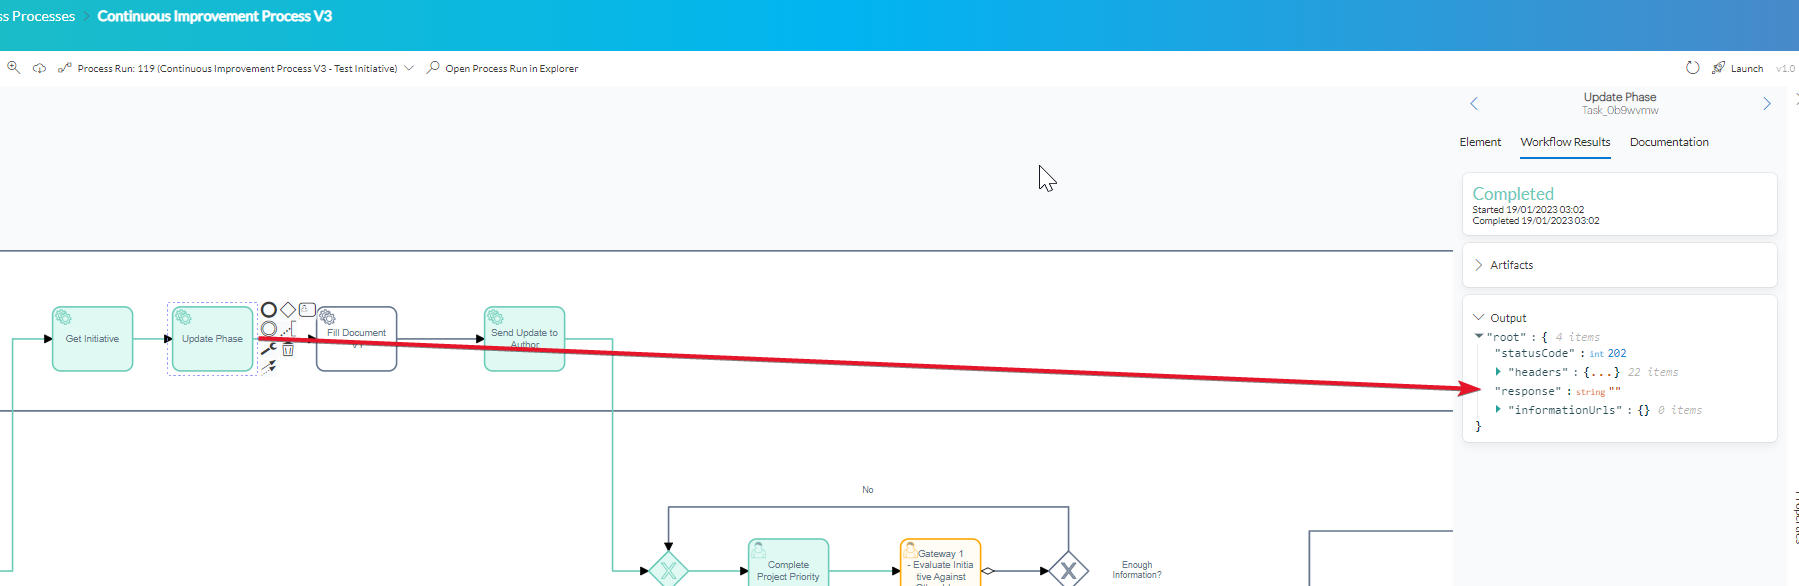 ss Processes > Continuous Improvement Process V3
Process Run: 119 (Continuous Improvement Process V3 - Test Initiative)
Open Process Run in Explorer
Launch v1.0
Update Phase
Task_0b9wvmw
Element Workflow Results Documentation
Completed
Started 19/01/2023 03:02
Completed 19/01/2023 03:02
Artifacts
Output
"root" : { 4 items
"statusCode" : int 202
"headers" : {...} 22 items
"response" : string ""
"informationUrls" : {} 0 items
}
Get Initiative
Update Phase
Fill Document
V1
Send Update to
Author
No
Complete
Project Priority
Gateway 1
- Evaluate Initia
tive Against
Enough
Information?
Properties